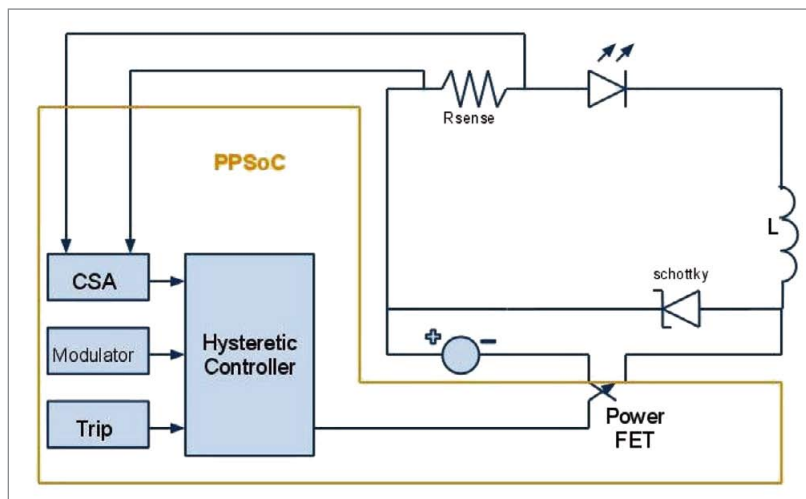 Rsense
PPSoC
L
CSA
schottky
Hysteretic
Controller
+
-
Modulator
Trip
Power
FET